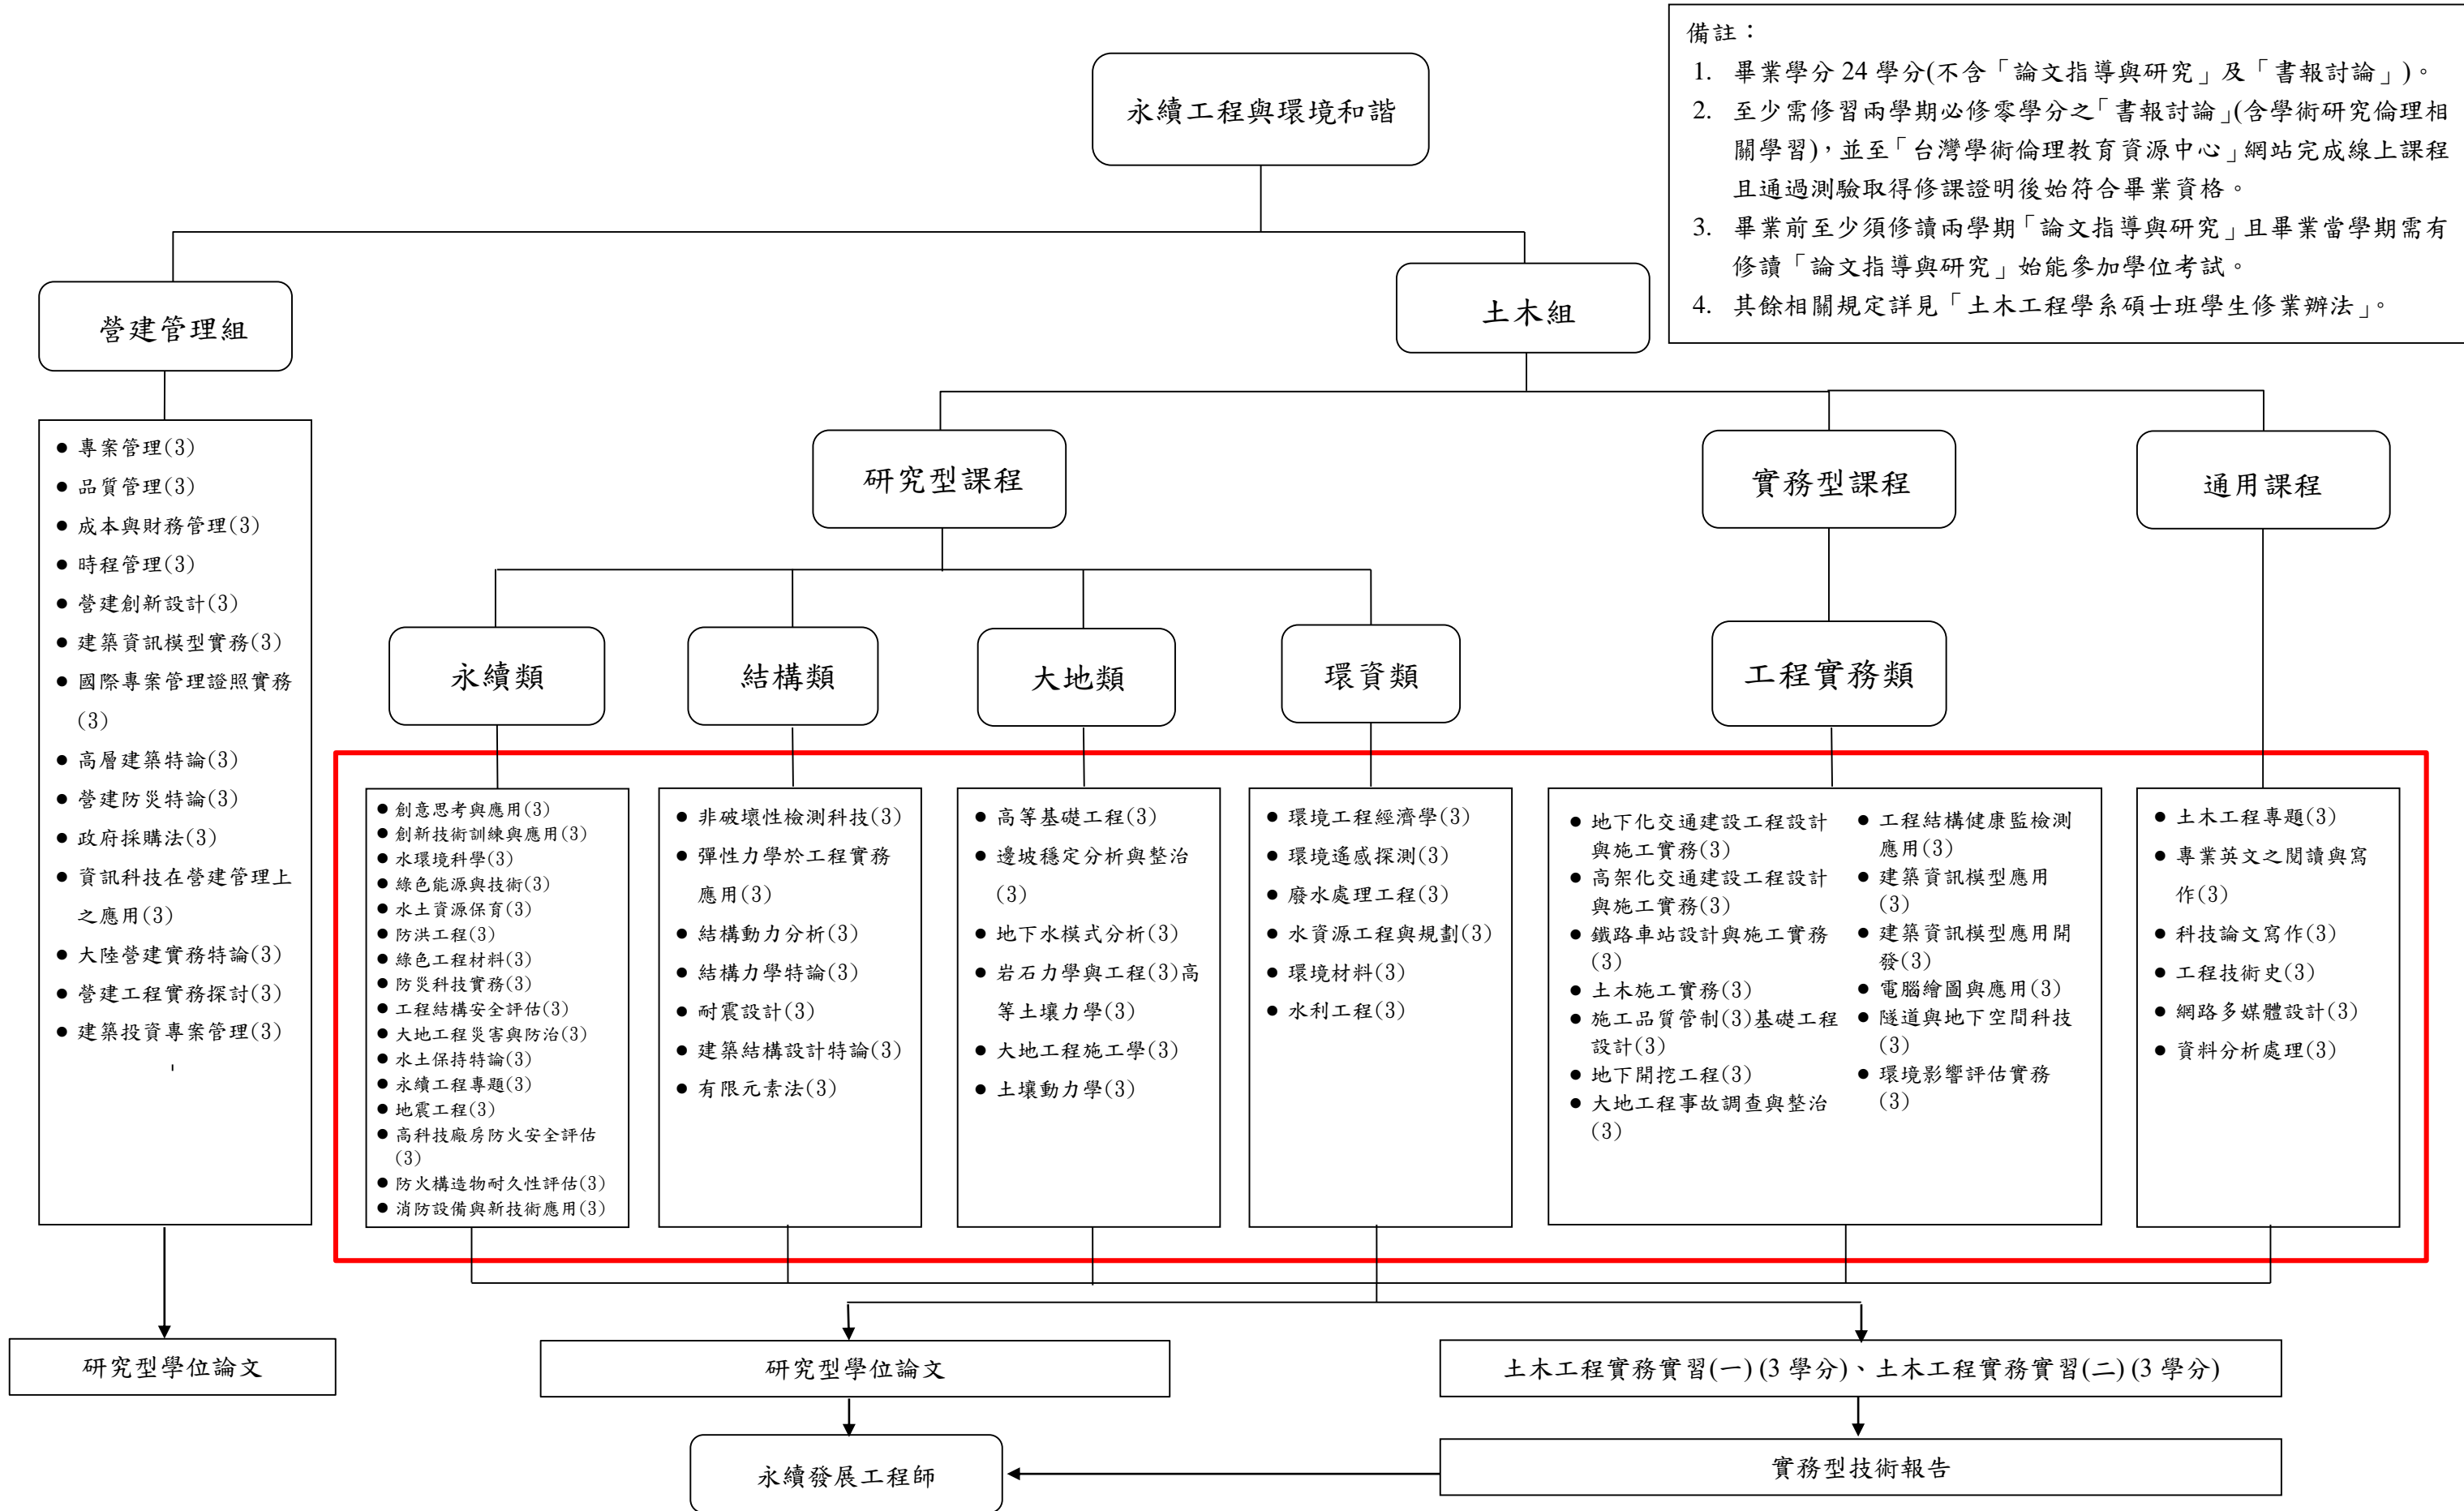 備註：
1. 畢業學分 24 學分(不含「論文指導與研究」及「書報討論」)。
2. 至少需修習兩學期必修零學分之「書報討論」(含學術研究倫理相
關學習)，並至「台灣學術倫理教育資源中心」網站完成線上課程
且通過測驗取得修課證明後始符合畢業資格。
3. 畢業前至少須修讀兩學期「論文指導與研究」且畢業當學期需有
修讀「論文指導與研究」始能參加學位考試。
4. 其餘相關規定詳見「土木工程學系碩士班學生修業辦法」。
永續工程與環境和諧
營建管理組
土木組
研究型課程
實務型課程
通用課程
永續類
結構類
大地類
環資類
工程實務類
● 專案管理(3)
● 品質管理(3)
● 成本與財務管理(3)
● 時程管理(3)
● 營建創新設計(3)
● 建築資訊模型實務(3)
● 國際專案管理證照實務
(3)
● 高層建築特論(3)
● 營建防災特論(3)
● 政府採購法(3)
● 資訊科技在營建管理上
之應用(3)
● 大陸營建實務特論(3)
● 營建工程實務探討(3)
● 建築投資專案管理(3)
● 創意思考與應用(3)
● 創新技術訓練與應用(3)
● 水環境科學(3)
● 綠色能源與技術(3)
● 水土資源保育(3)
● 防洪工程(3)
● 綠色工程材料(3)
● 防災科技實務(3)
● 工程結構安全評估(3)
● 大地工程災害與防治(3)
● 水土保持特論(3)
● 永續工程專題(3)
● 地震工程(3)
● 高科技廠房防火安全評估
(3)
● 防火構造物耐久性評估(3)
● 消防設備與新技術應用(3)
● 非破壞性檢測科技(3)
● 彈性力學於工程實務
應用(3)
● 結構動力分析(3)
● 結構力學特論(3)
● 耐震設計(3)
● 建築結構設計特論(3)
● 有限元素法(3)
● 高等基礎工程(3)
● 邊坡穩定分析與整治
(3)
● 地下水模式分析(3)
● 岩石力學與工程(3)高
等土壤力學(3)
● 大地工程施工學(3)
● 土壤動力學(3)
● 環境工程經濟學(3)
● 環境遙感探測(3)
● 廢水處理工程(3)
● 水資源工程與規劃(3)
● 環境材料(3)
● 水利工程(3)
● 地下化交通建設工程設計
與施工實務(3)
● 高架化交通建設工程設計
與施工實務(3)
● 鐵路車站設計與施工實務
(3)
● 土木施工實務(3)
● 施工品質管制(3)基礎工程
設計(3)
● 地下開挖工程(3)
● 大地工程事故調查與整治
(3)
● 工程結構健康監檢測
應用(3)
● 建築資訊模型應用
(3)
● 建築資訊模型應用開
發(3)
● 電腦繪圖與應用(3)
● 隧道與地下空間科技
(3)
● 環境影響評估實務
(3)
● 土木工程專題(3)
● 專業英文之閱讀與寫
作(3)
● 科技論文寫作(3)
● 工程技術史(3)
● 網路多媒體設計(3)
● 資料分析處理(3)
研究型學位論文
研究型學位論文
土木工程實務實習(一) (3 學分)、土木工程實務實習(二) (3 學分)
永續發展工程師
實務型技術報告